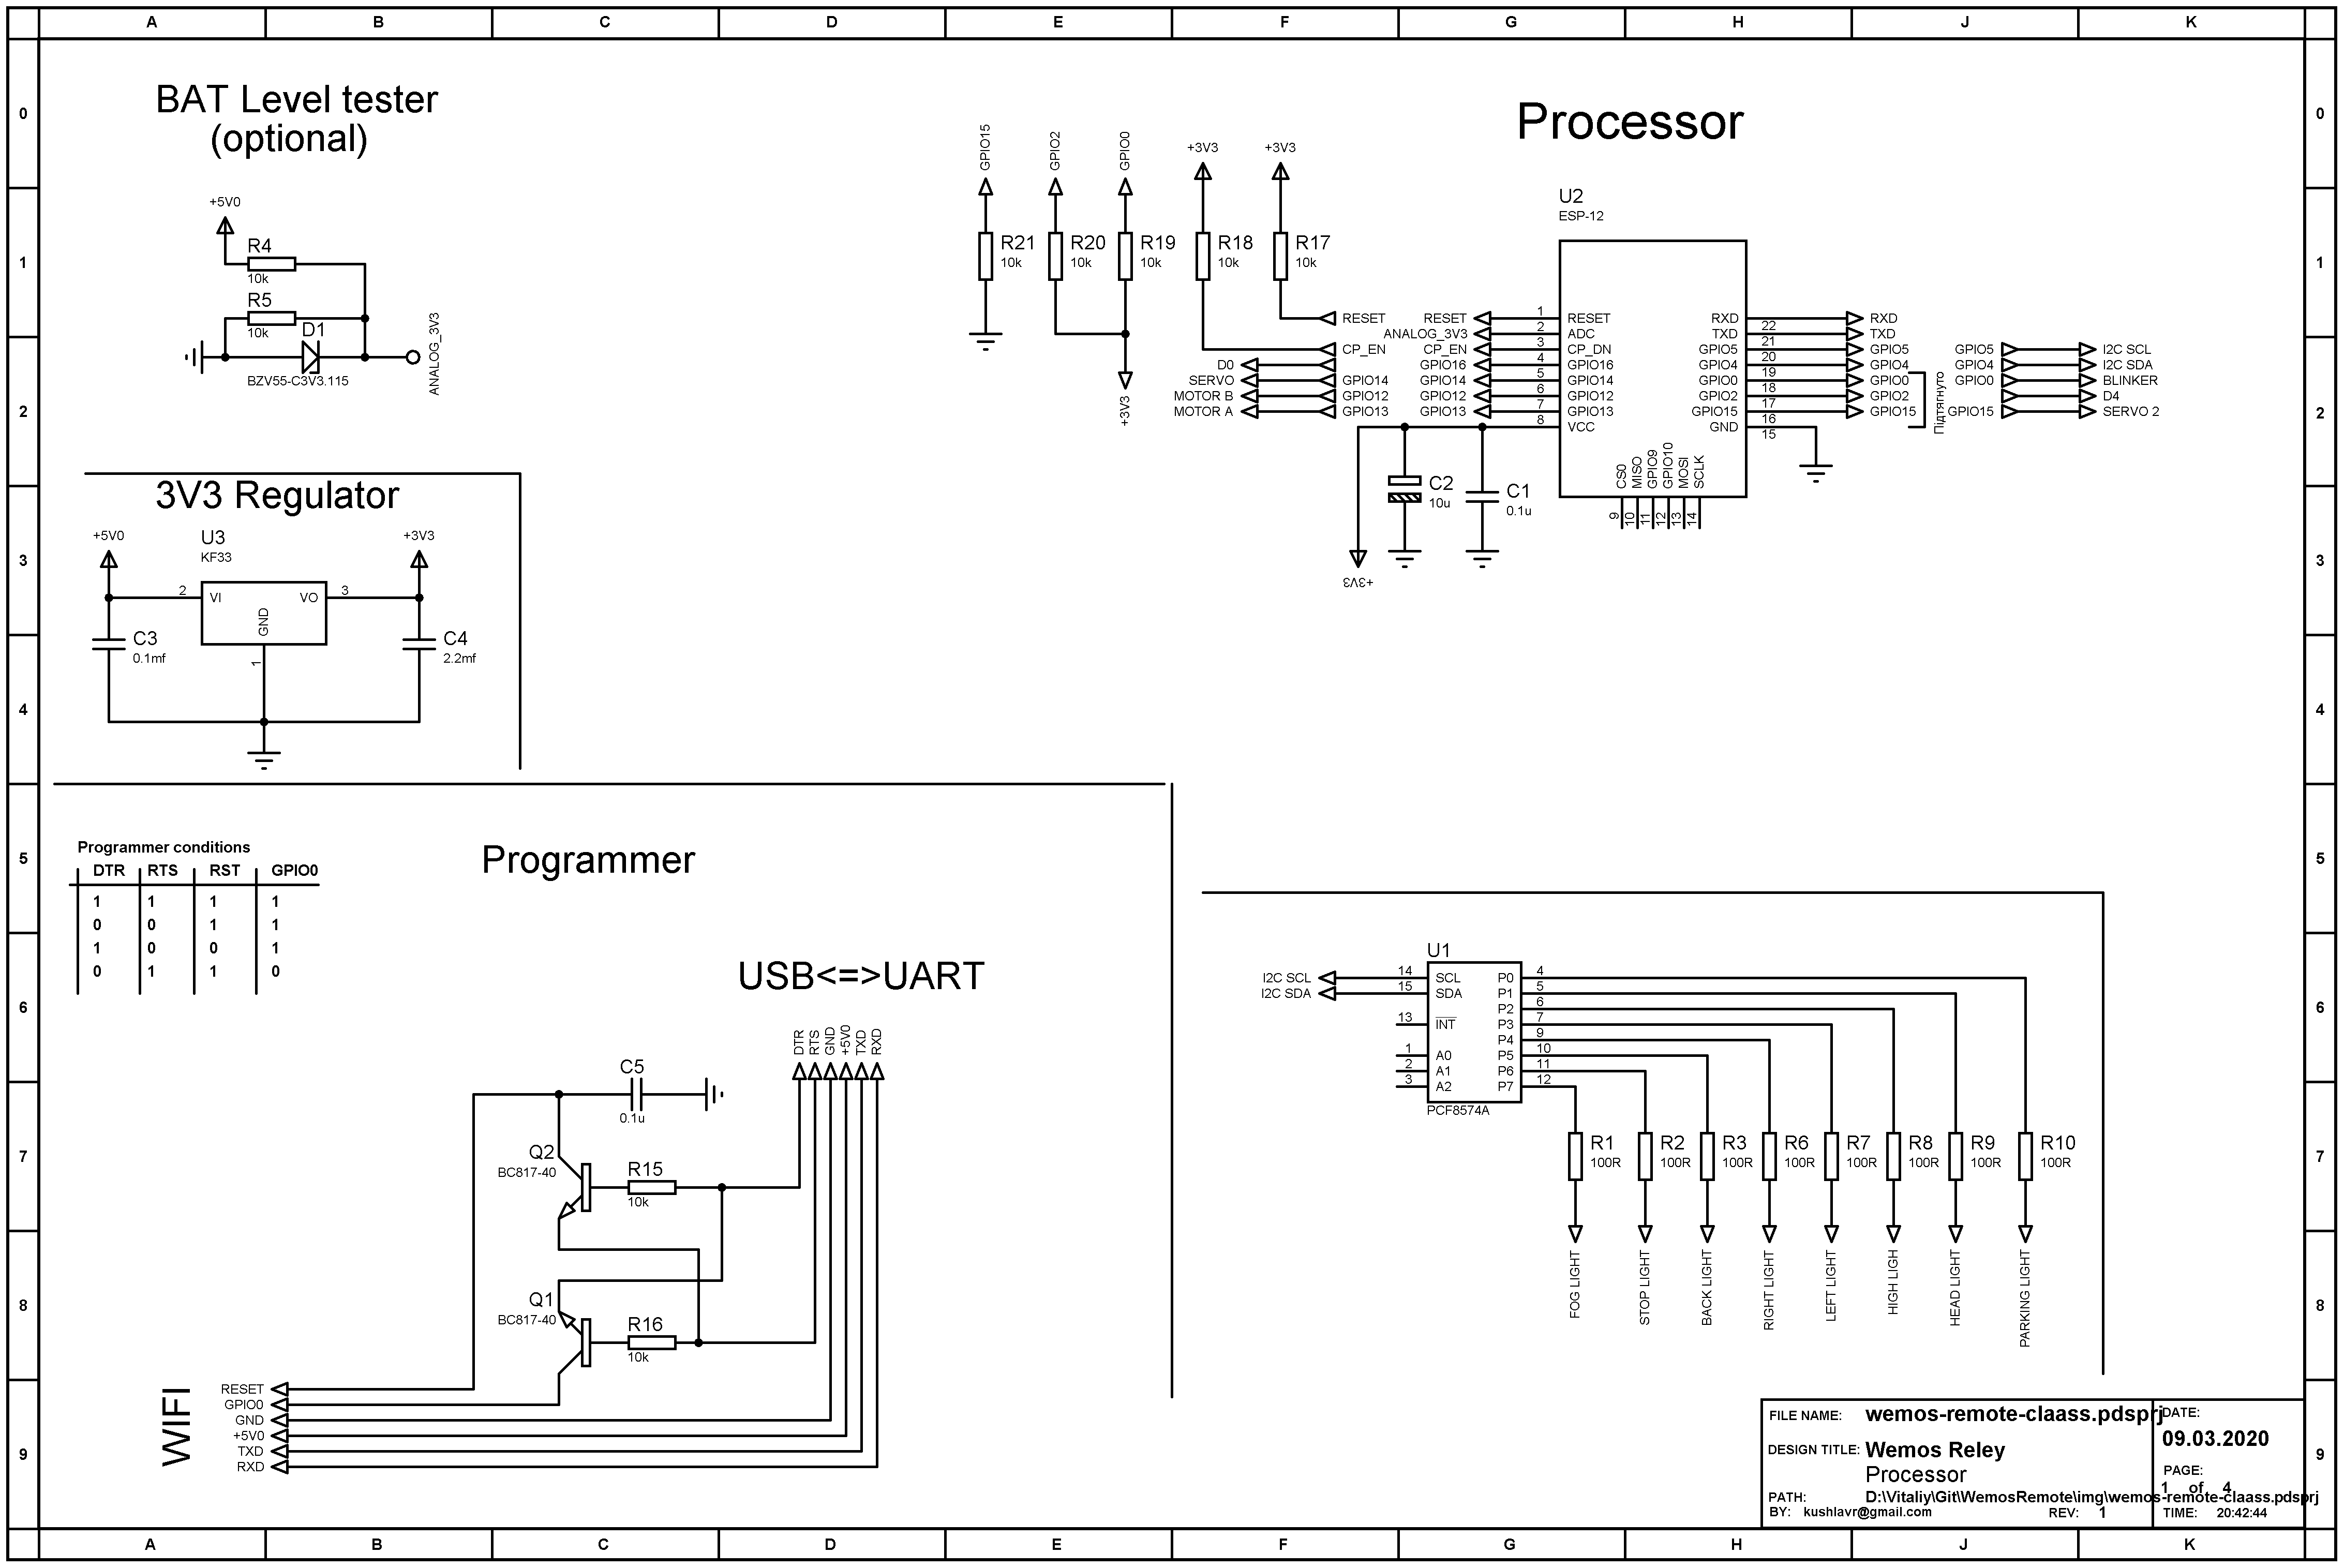 A B C D E F G H J K
0 0
1 1
2 2
3 3
4 4
5 5
6 6
7 7
8 8
9 9
BAT Level tester
(optional)
+5V0
R4
10k
R5
10k
D1
BZV55-C3V3.115
ANALOG_3V3
3V3 Regulator
+5V0
+3V3
U3
KF33
2 VI
VO 3
GND
1
C3
0.1mf
C4
2.2mf
Processor
GPIO15
GPIO2
GPIO0
+3V3
+3V3
R21
10k
R20
10k
R19
10k
R18
10k
R17
10k
+3V3
RESET
CP_EN
D0
SERVO GPIO14
MOTOR B GPIO12
MOTOR A GPIO13
U2
ESP-12
RESET 1 RESET
ANALOG_3V3 2 ADC
CP_EN 3 CP_DN
GPIO16 4 GPIO16
GPIO14 5 GPIO14
GPIO12 6 GPIO12
GPIO13 7 GPIO13
8 VCC
RXD 22 RXD
TXD 21 TXD
GPIO5 20 GPIO5
GPIO4 19 GPIO4
GPIO0 18 GPIO0
GPIO2 17 GPIO2
GPIO15 16 GPIO15
GND 15
CS0
MISO
GPIO9
GPIO10
MOSI
SCLK
9
10
11
12
13
14
Підтягнуто
GPIO5 I2C SCL
GPIO4 I2C SDA
GPIO0 BLINKER
D4
GPIO15 SERVO 2
C2
10u
C1
0.1u
+3V3
Programmer conditions
DTR RTS RST GPIO0
1 1 1 1
0 0 1 1
1 0 0 1
0 1 1 0
Programmer
USB<=>UART
DTR
RTS
GND
+5V0
TXD
RXD
C5
0.1u
Q2
BC817-40
R15
10k
Q1
BC817-40
R16
10k
WIFI
RESET
GPIO0
GND
+5V0
TXD
RXD
U1
I2C SCL 14 SCL
I2C SDA 15 SDA
13 INT
1 A0
2 A1
3 A2
P0 4
P1 5
P2 6
P3 7
P4 9
P5 10
P6 11
P7 12
PCF8574A
R1
100R
R2
100R
R3
100R
R6
100R
R7
100R
R8
100R
R9
100R
R10
100R
FOG LIGHT
STOP LIGHT
BACK LIGHT
RIGHT LIGHT
LEFT LIGHT
HIGH LIGH
HEAD LIGHT
PARKING LIGHT
FILE NAME: wemos-remote-claass.pdsprj
DATE:
09.03.2020
DESIGN TITLE: Wemos Reley
Processor
PAGE:
1 of 4
PATH: D:\Vitaliy\Git\WemosRemote\img\wemos-remote-claass.pdsprj
BY: kushlavr@gmail.com REV: 1
TIME: 20:42:44
A B C D E F G H J K